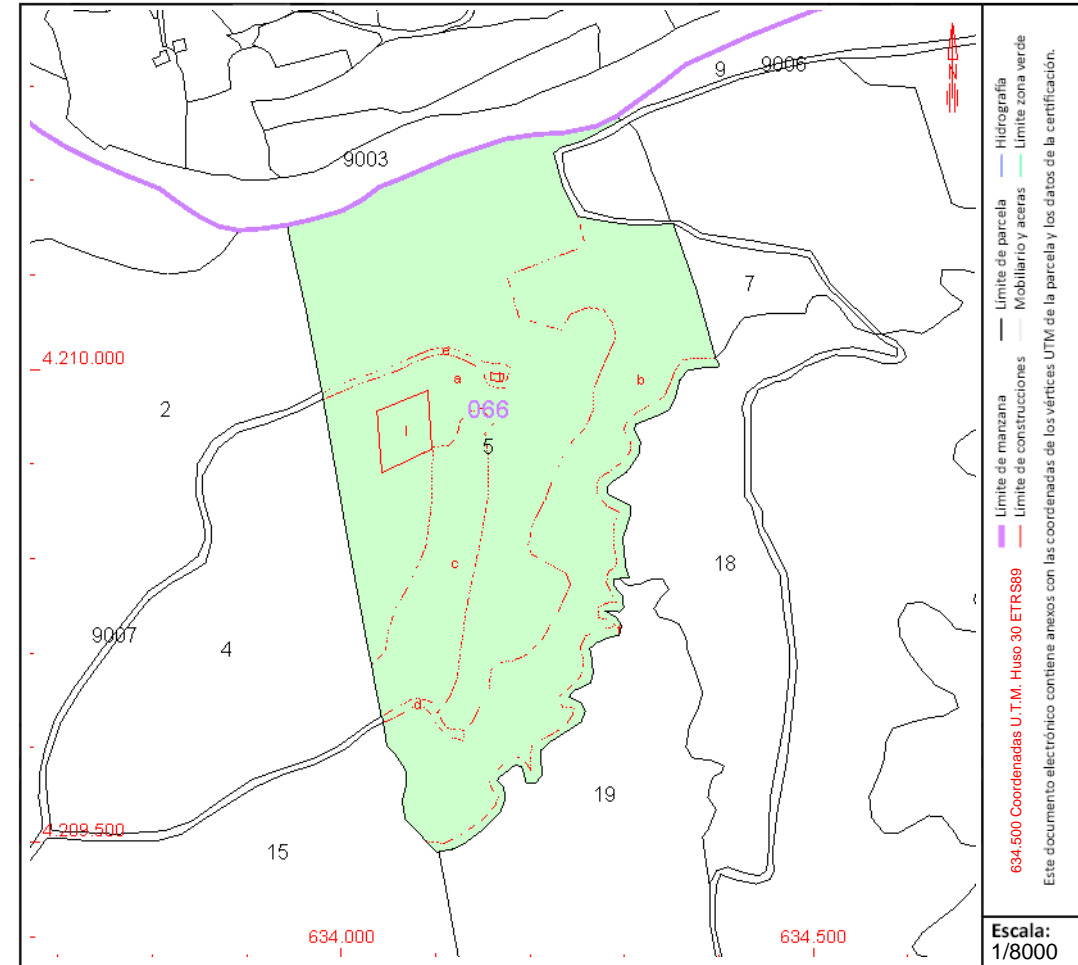 9
9006
N
9003
7
4.210.000
e
a
b
2
066
I
5
c
18
9007
4
d
19
4.209.500
15
634.000
634.500
Límite de manzana
Límite de parcela
Hidrografía
634.500 Coordenadas U.T.M. Huso 30 ETRS89
Límite de construcciones
Mobiliario y aceras
Límite zona verde
Este documento electrónico contiene anexos con las coordenadas de los vértices UTM de la parcela y los datos de la certificación.
Escala:
1/8000